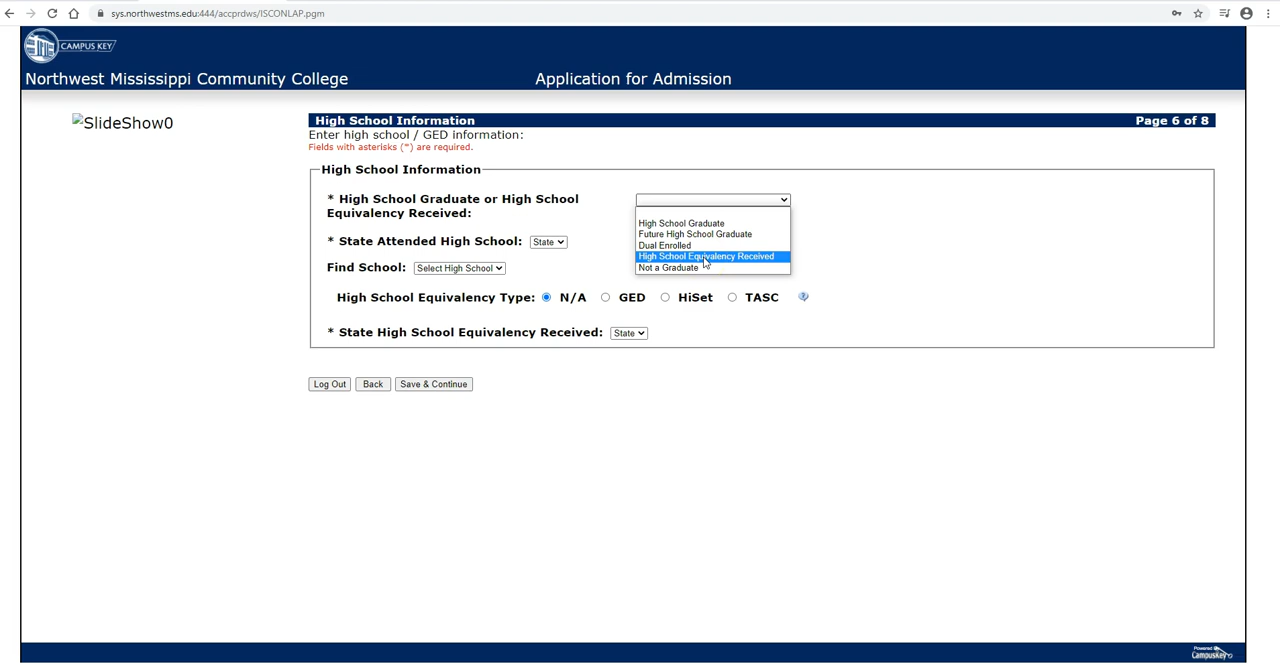 sys.northwestms.edu:444/accprdws/ISCONLAP.pgm
CAMPUS KEY
Northwest Mississippi Community College
Application for Admission
SlideShow0
High School Information
Page 6 of 8
Enter high school / GED information:
Fields with asterisks (*) are required.
High School Information
* High School Graduate or High School
Equivalency Received:
High School Graduate
Future High School Graduate
Dual Enrolled
High School Equivalency Received
Not a Graduate
* State Attended High School: State
Find School: Select High School
High School Equivalency Type: N/A GED HiSet TASC
* State High School Equivalency Received: State
Log Out Back Save & Continue
Powered By
CampusKey